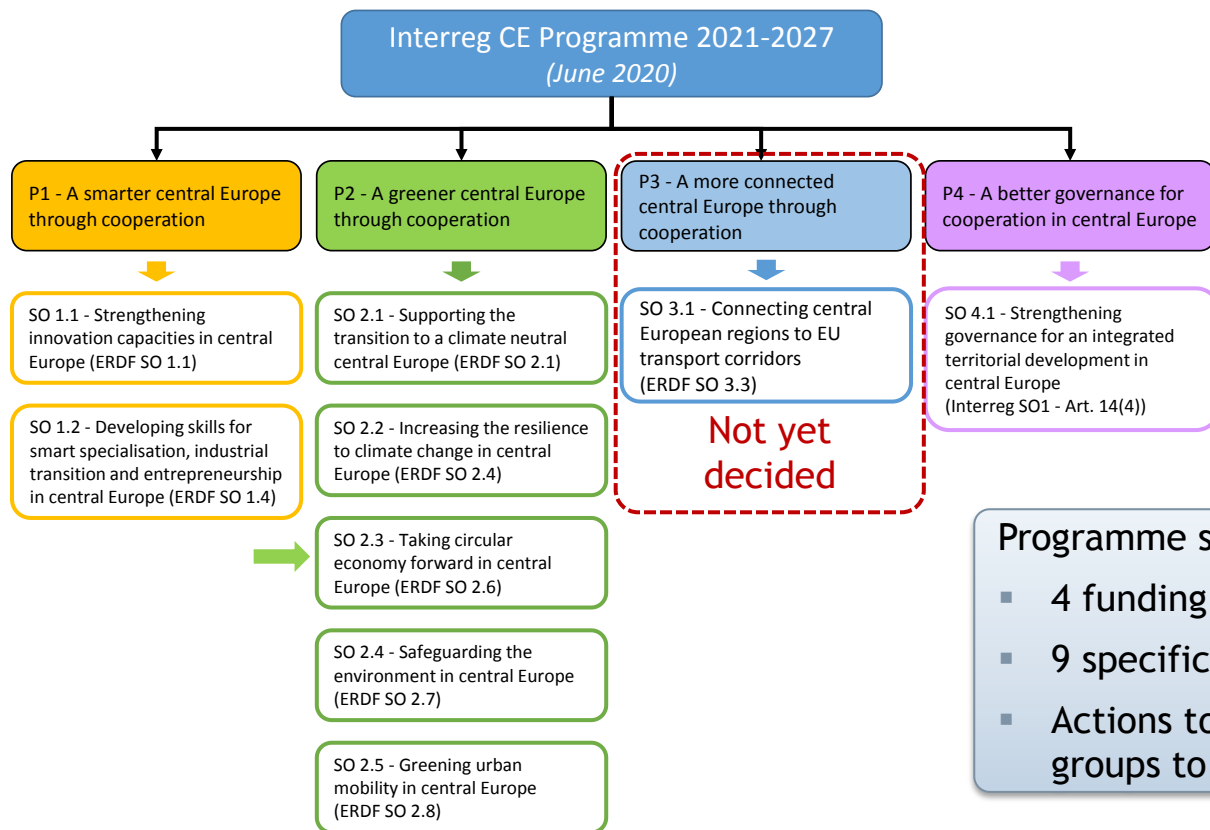 Interreg CE Programme 2021-2027
(June 2020)
P1 - A smarter central Europe
through cooperation
P2 - A greener central Europe
through cooperation
P3 - A more connected
central Europe through
cooperation
P4 - A better governance for
cooperation in central Europe
SO 1.1 - Strengthening
innovation capacities in central
Europe (ERDF SO 1.1)
SO 1.2 - Developing skills for
smart specialisation, industrial
transition and entrepreneurship
in central Europe (ERDF SO 1.4)
SO 2.1 - Supporting the
transition to a climate neutral
central Europe (ERDF SO 2.1)
SO 2.2 - Increasing the resilience
to climate change in central
Europe (ERDF SO 2.4)
SO 2.3 - Taking circular
economy forward in central
Europe (ERDF SO 2.6)
SO 2.4 - Safeguarding the
environment in central Europe
(ERDF SO 2.7)
SO 2.5 - Greening urban
mobility in central Europe
(ERDF SO 2.8)
SO 3.1 - Connecting central
European regions to EU
transport corridors
(ERDF SO 3.3)
Not yet
decided
SO 4.1 - Strengthening
governance for an integrated
territorial development in
central Europe
(Interreg SO1 - Art. 14(4))
Programme s
▪ 4 funding
▪ 9 specific
▪ Actions to
groups to